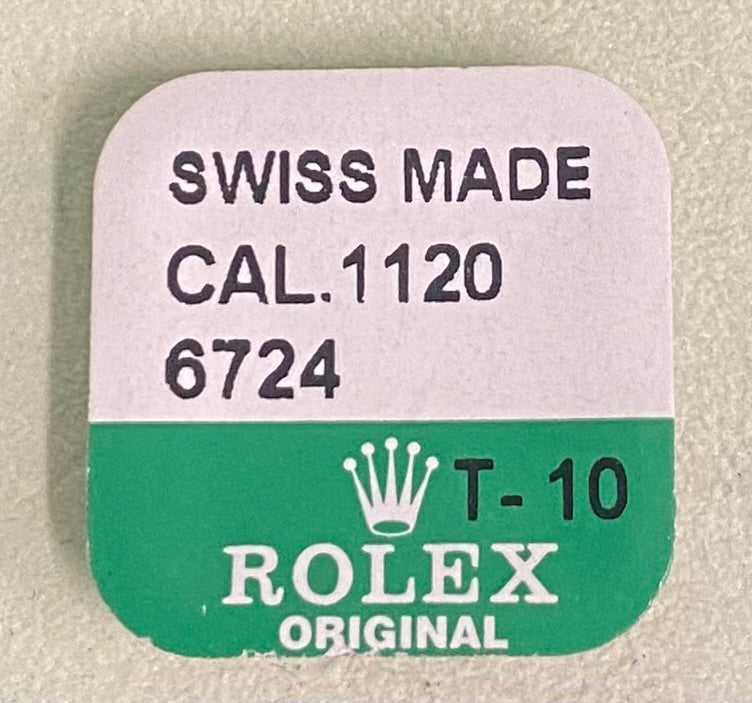 SWISS MADE
CAL.1120
6724
T- 10
ROLEX
ORIGINAL